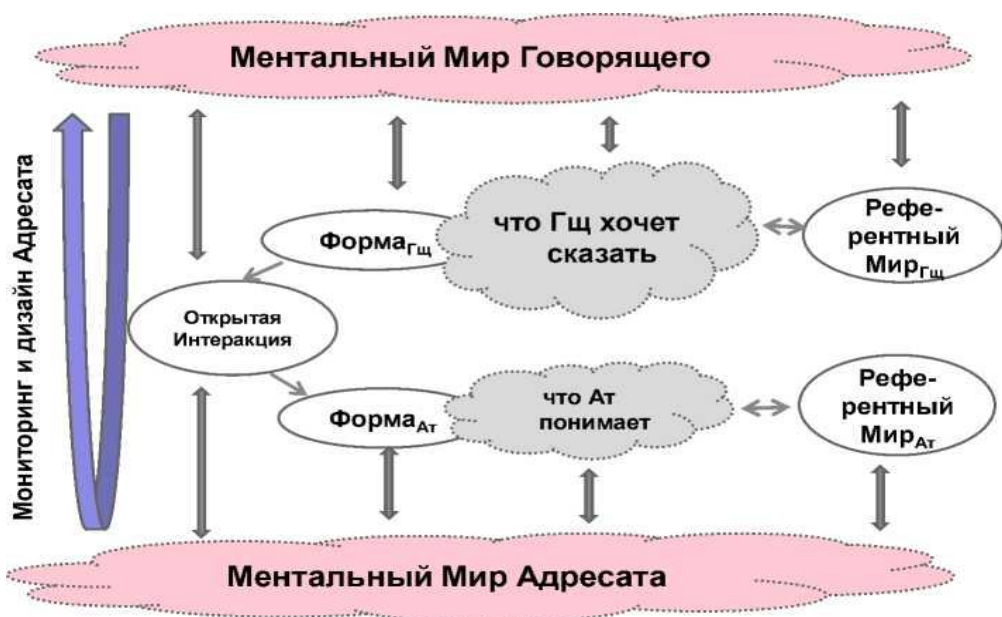 Ментальный Мир Говорящего
Мониторинг и дизайн Адресата
что Гщ хочет
сказать
ФормаГщ
Рефе-
рентный
МирГщ
Открытая
Интеракция
ФормаАт
что Ат
понимает
Рефе-
рентный
МирАт
Ментальный Мир Адресата